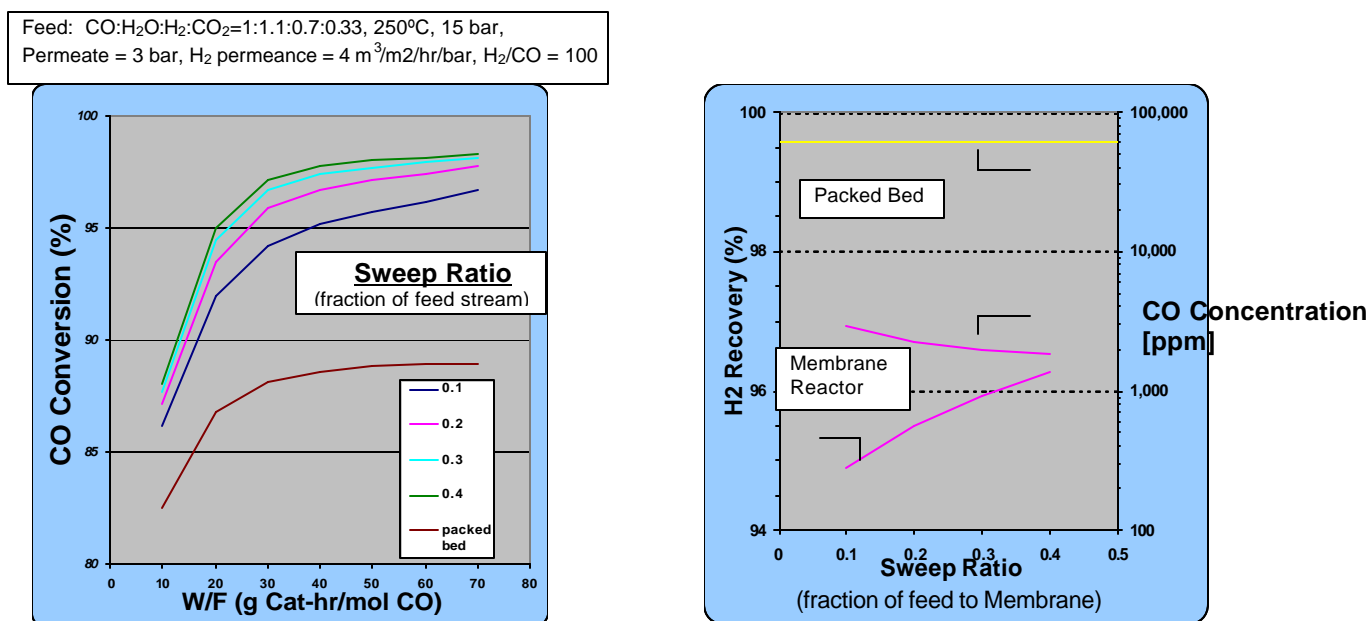 Feed: CO:H2O:H2:CO2=1:1.1:0.7:0.33, 250ºC, 15 bar,
Permeate = 3 bar, H2 permeance = 4 m3/m2/hr/bar, H2/CO = 100
100
95
90
85
80
CO Conversion (%)
Sweep Ratio
(fraction of feed stream)
0.1
0.2
0.3
0.4
packed
bed
0
10
20
30
40
50
60
70
80
W/F (g Cat-hr/mol CO)
100
98
96
94
H2 Recovery (%)
Packed Bed
Membrane
Reactor
100,000
10,000
1,000
100
CO Concentration
[ppm]
0
0.1
0.2
0.3
0.4
0.5
Sweep Ratio
(fraction of feed to Membrane)